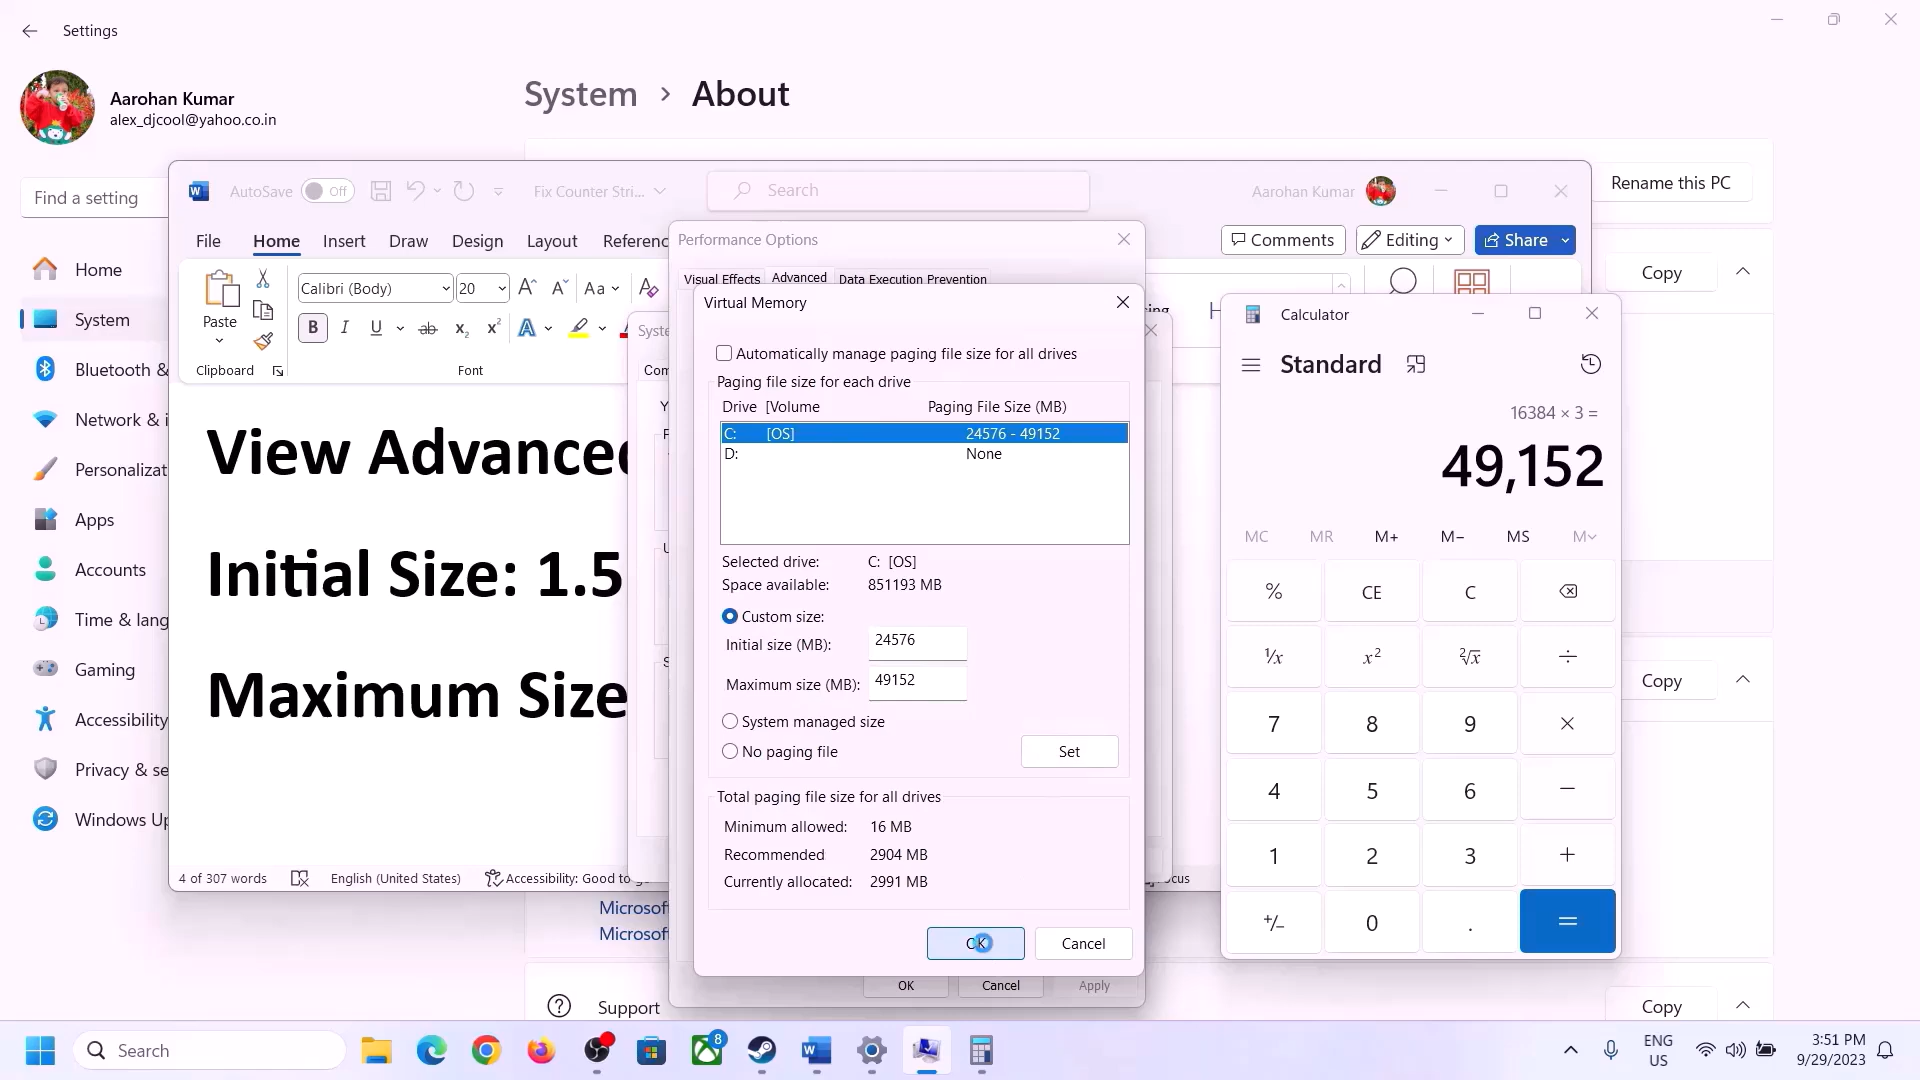 Settings
Aarohan Kumar
alex_djcool@yahoo.co.in
System > About
Find a setting
Rename this PC
Home
System
Bluetooth &
Network & i
Personalizat
Apps
Accounts
Time & lang
Gaming
Accessibility
Privacy & se
Windows Up
AutoSave Off
Fix Counter Stri...
Search
Aarohan Kumar
File Home Insert Draw Design Layout Referenc
Comments Editing Share
Calibri (Body) 20
Aa
Paste
B I U ab x₂ x² A
Clipboard Font
View Advanced
Initial Size: 1.5
Maximum Size
4 of 307 words English (United States) Accessibility: Good to
Microsof
Microsof
Support
Copy
Copy
Copy
Performance Options
Visual Effects Advanced Data Execution Prevention
OK Cancel Apply
Virtual Memory
Automatically manage paging file size for all drives
Paging file size for each drive
Drive [Volume Paging File Size (MB)
C: [OS] 24576 - 49152
D: None
Selected drive: C: [OS]
Space available: 851193 MB
Custom size:
Initial size (MB): 24576
Maximum size (MB): 49152
System managed size
No paging file Set
Total paging file size for all drives
Minimum allowed: 16 MB
Recommended 2904 MB
Currently allocated: 2991 MB
OK Cancel
Calculator
Standard
16384 × 3 =
49,152
MC MR M+ M− MS M
% CE C
¹/x x² ²√x ÷
7 8 9 ×
4 5 6 −
1 2 3 +
+/− 0 . =
Search
8
ENG
US
3:51 PM
9/29/2023